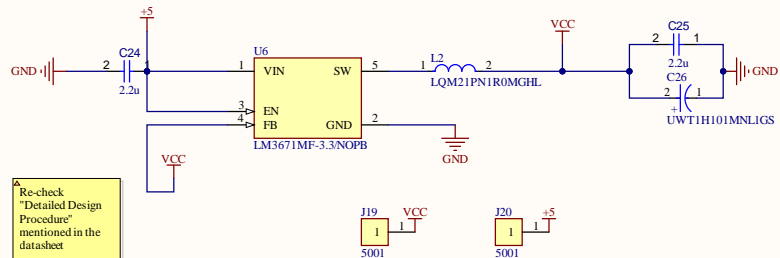 +5
VCC
C24
2
1
2.2u
GND
U6
1
VIN
SW
5
3
EN
4
FB
GND
2
LM3671MF-3.3/NOPB
L2
1
2
LQM21PN1R0MGHL
GND
C25
2
1
2.2u
C26
2
1
+
UWT1H101MNL1GS
GND
VCC
Re-check
"Detailed Design
Procedure"
mentioned in the
datasheet
J19
1
1
VCC
5001
J20
1
1
+5
5001